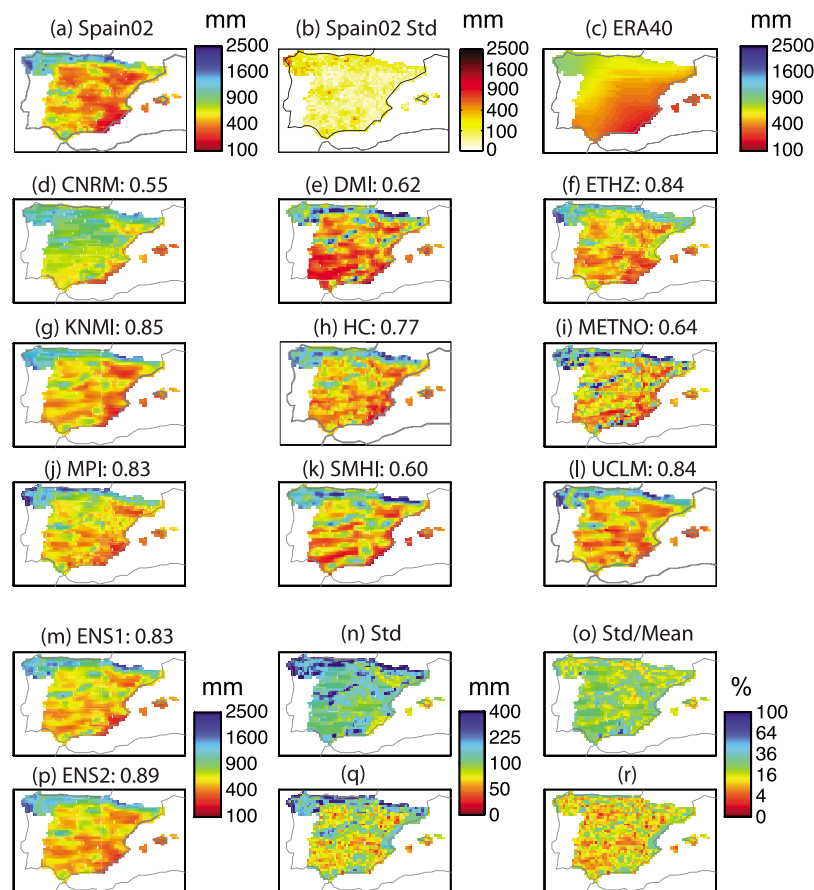 mm
(a) Spain02
2500
1600
900
400
100
(b) Spain02 Std
mm
2500
1600
900
400
100
0
(c) ERA40
mm
2500
1600
900
400
100
(d) CNRM: 0.55
(e) DMI: 0.62
(f) ETHZ: 0.84
(g) KNMI: 0.85
(h) HC: 0.77
(i) METNO: 0.64
(j) MPI: 0.83
(k) SMHI: 0.60
(l) UCLM: 0.84
(m) ENS1: 0.83
mm
2500
1600
900
400
100
(n) Std
mm
400
225
100
50
0
(o) Std/Mean
%
100
64
36
16
4
0
(p) ENS2: 0.89
(q)
(r)